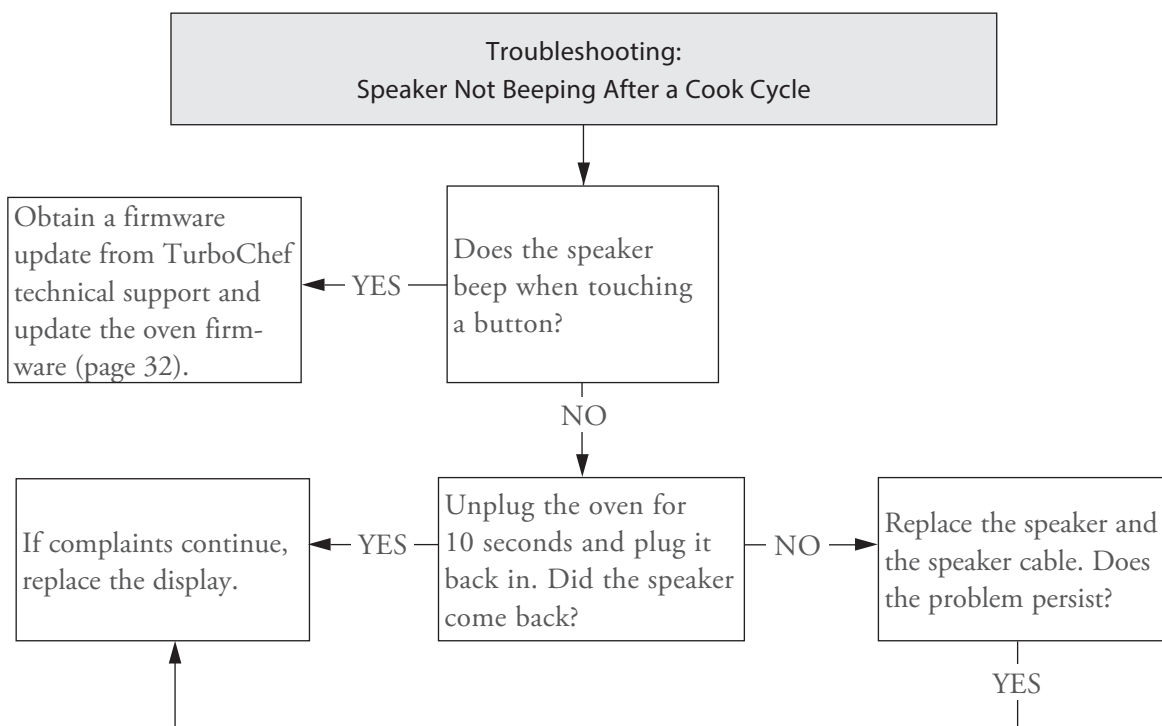 Troubleshooting:
Speaker Not Beeping After a Cook Cycle
Obtain a firmware
update from TurboChef
technical support and
update the oven firm-
ware (page 32).
YES
Does the speaker
beep when touching
a button?
NO
If complaints continue,
replace the display.
YES
Unplug the oven for
10 seconds and plug it
back in. Did the speaker
come back?
NO
Replace the speaker and
the speaker cable. Does
the problem persist?
YES